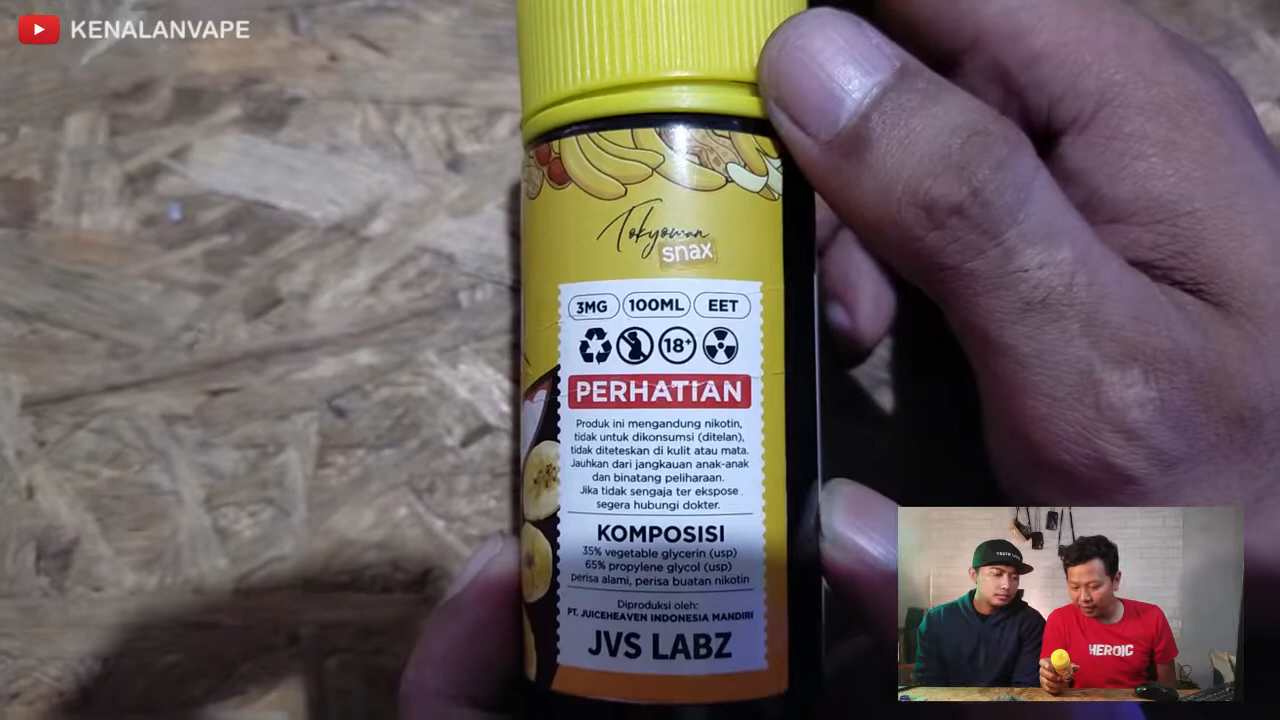 KENALANVAPE
Tokyoman
snax
3MG 100ML EET
18+
PERHATIAN
Produk ini mengandung nikotin,
tidak untuk dikonsumsi (ditelan),
tidak diteteskan di kulit atau mata.
Jauhkan dari jangkauan anak-anak
dan binatang peliharaan.
Jika tidak sengaja ter ekspose
segera hubungi dokter.
KOMPOSISI
35% vegetable glycerin (usp)
65% propylene glycol (usp)
perisa alami, perisa buatan nikotin
Diproduksi oleh:
PT. JUICEHEAVEN INDONESIA MANDIRI
JVS LABZ
HEROIC